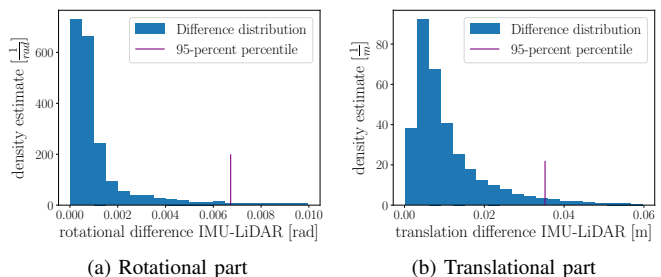 Difference distribution
95-percent percentile
density estimate [1/rad]
600
400
200
0
0.000 0.002 0.004 0.006 0.008 0.010
rotational difference IMU-LiDAR [rad]
(a) Rotational part
Difference distribution
95-percent percentile
density estimate [1/m]
80
60
40
20
0
0.00 0.02 0.04 0.06
translation difference IMU-LiDAR [m]
(b) Translational part